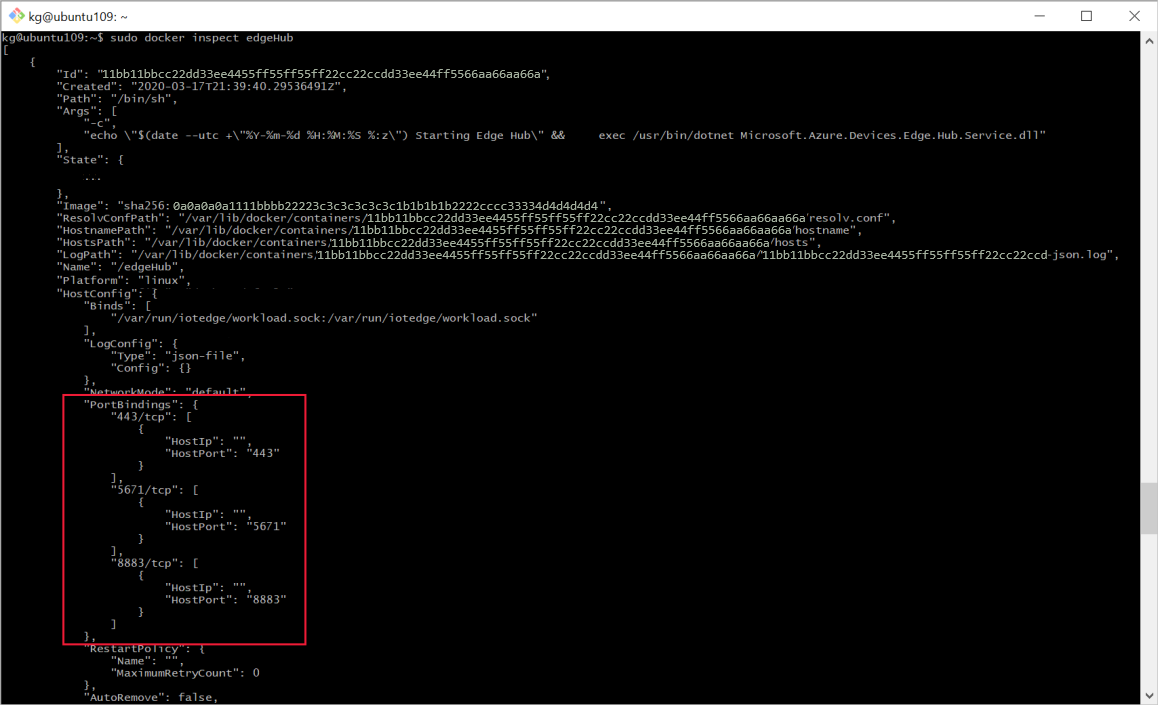 kg@ubuntu109: ~
kg@ubuntu109:~$ sudo docker inspect edgeHub
[
    {
        "Id": "11bb11bbcc22dd33ee4455ff55ff55ff22cc22ccdd33ee44ff5566aa66aa66a",
        "Created": "2020-03-17T21:39:40.29536491Z",
        "Path": "/bin/sh",
        "Args": [
            "-c",
            "echo \"$(date --utc +\"%Y-%m-%d %H:%M:%S %:z\") Starting Edge Hub\" &&     exec /usr/bin/dotnet Microsoft.Azure.Devices.Edge.Hub.Service.dll"
        ],
        "State": {
            ...
        },
        "Image": "sha256:0a0a0a0a1111bbbb22223c3c3c3c3c3c1b1b1b1b2222cccc33334d4d4d4d4",
        "ResolvConfPath": "/var/lib/docker/containers/11bb11bbcc22dd33ee4455ff55ff55ff22cc22ccdd33ee44ff5566aa66aa66a/resolv.conf",
        "HostnamePath": "/var/lib/docker/containers/11bb11bbcc22dd33ee4455ff55ff55ff22cc22ccdd33ee44ff5566aa66aa66a/hostname",
        "HostsPath": "/var/lib/docker/containers/11bb11bbcc22dd33ee4455ff55ff55ff22cc22ccdd33ee44ff5566aa66aa66a/hosts",
        "LogPath": "/var/lib/docker/containers/11bb11bbcc22dd33ee4455ff55ff55ff22cc22ccdd33ee44ff5566aa66aa66a/11bb11bbcc22dd33ee4455ff55ff55ff22cc22ccd-json.log",
        "Name": "/edgeHub",
        "Platform": "linux",
        "HostConfig": {
            "Binds": [
                "/var/run/iotedge/workload.sock:/var/run/iotedge/workload.sock"
            ],
            "LogConfig": {
                "Type": "json-file",
                "Config": {}
            },
            "NetworkMode": "default",
            "PortBindings": {
                "443/tcp": [
                    {
                        "HostIp": "",
                        "HostPort": "443"
                    }
                ],
                "5671/tcp": [
                    {
                        "HostIp": "",
                        "HostPort": "5671"
                    }
                ],
                "8883/tcp": [
                    {
                        "HostIp": "",
                        "HostPort": "8883"
                    }
                ]
            },
            "RestartPolicy": {
                "Name": "",
                "MaximumRetryCount": 0
            },
            "AutoRemove": false,